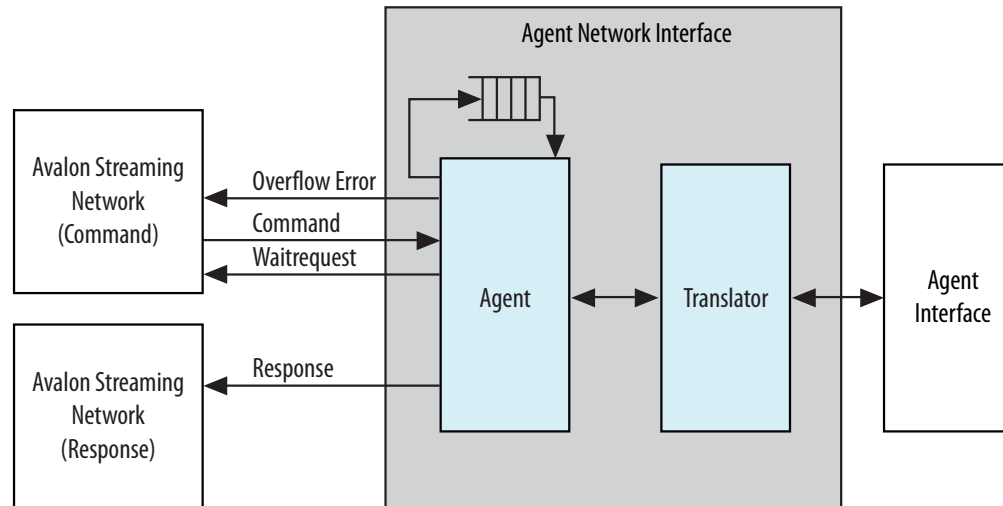 Agent Network Interface
Avalon Streaming
Network
(Command)
Overflow Error
Command
Waitrequest
Agent
Translator
Agent
Interface
Avalon Streaming
Network
(Response)
Response